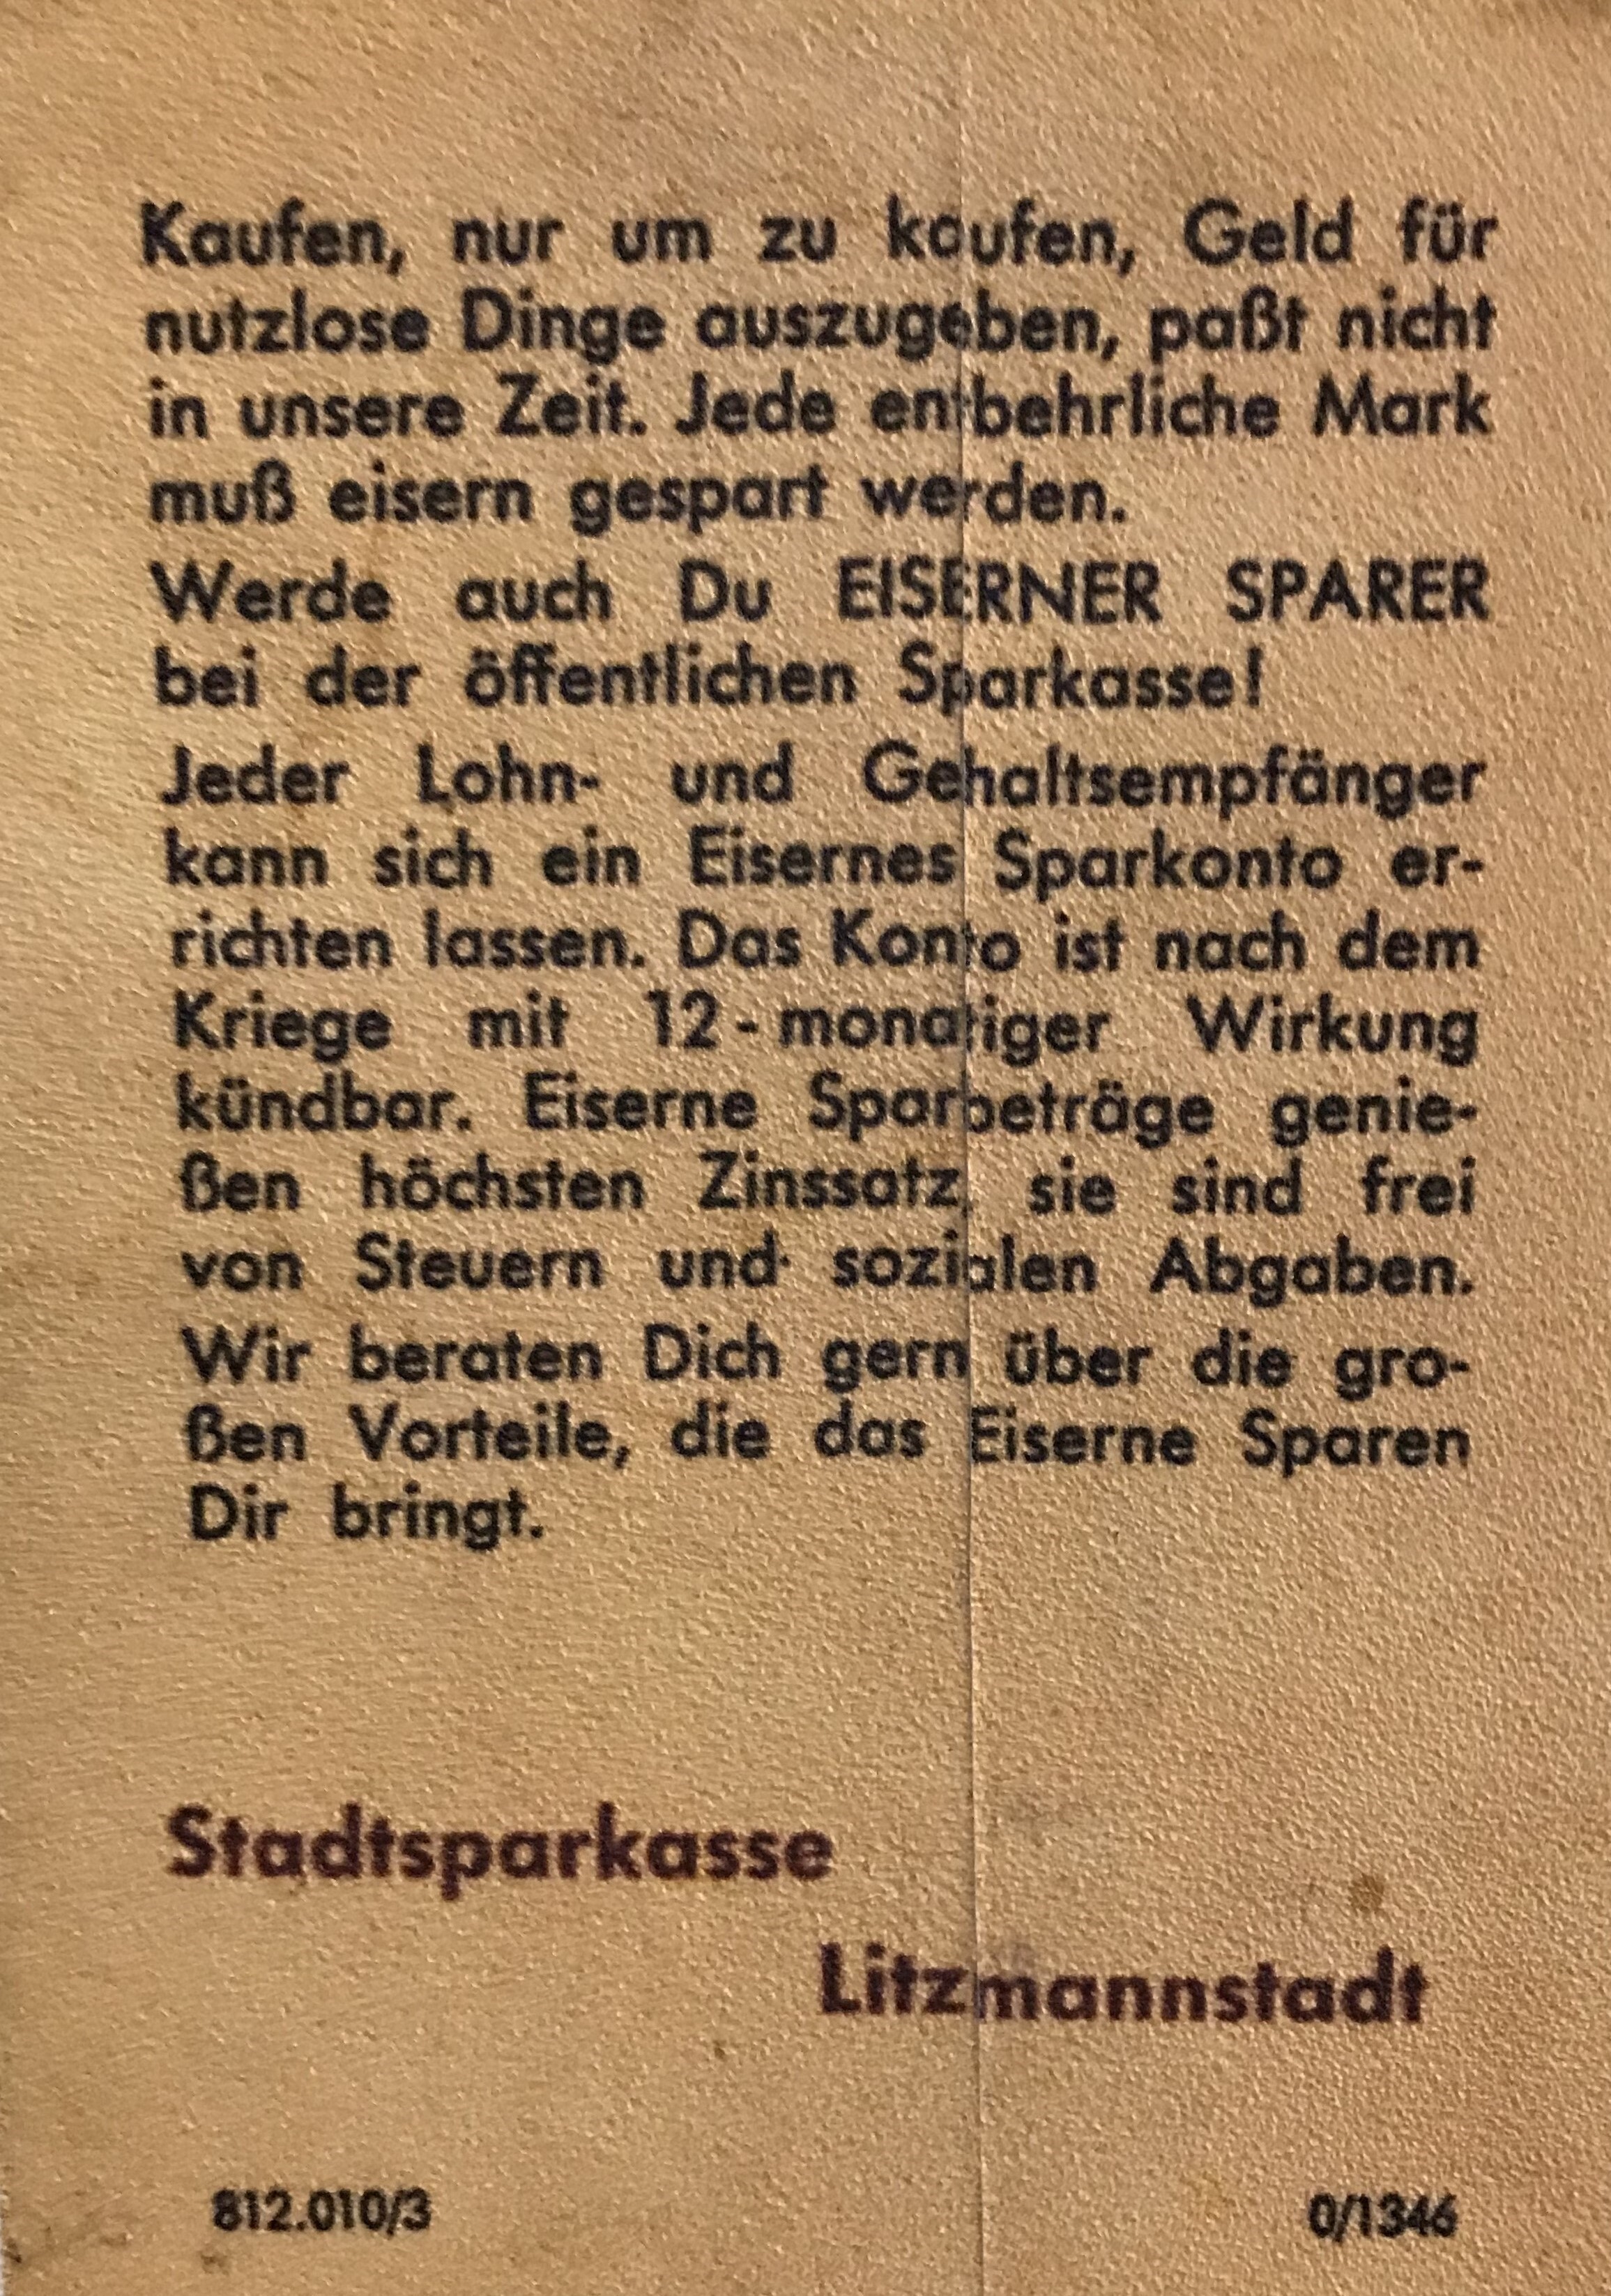 Kaufen, nur um zu kaufen, Geld für
nutzlose Dinge auszugeben, paßt nicht
in unsere Zeit. Jede entbehrliche Mark
muß eisern gespart werden.
Werde auch Du EISERNER SPARER
bei der öffentlichen Sparkasse!
Jeder Lohn- und Gehaltsempfänger
kann sich ein Eisernes Sparkonto er-
richten lassen. Das Konto ist nach dem
Kriege mit 12-monatiger Wirkung
kündbar. Eiserne Sparbeträge genie-
ßen höchsten Zinssatz, sie sind frei
von Steuern und sozialen Abgaben.
Wir beraten Dich gern über die gro-
ßen Vorteile, die das Eiserne Sparen
Dir bringt.
Stadtsparkasse
Litzmannstadt
812.010/3 0/1346